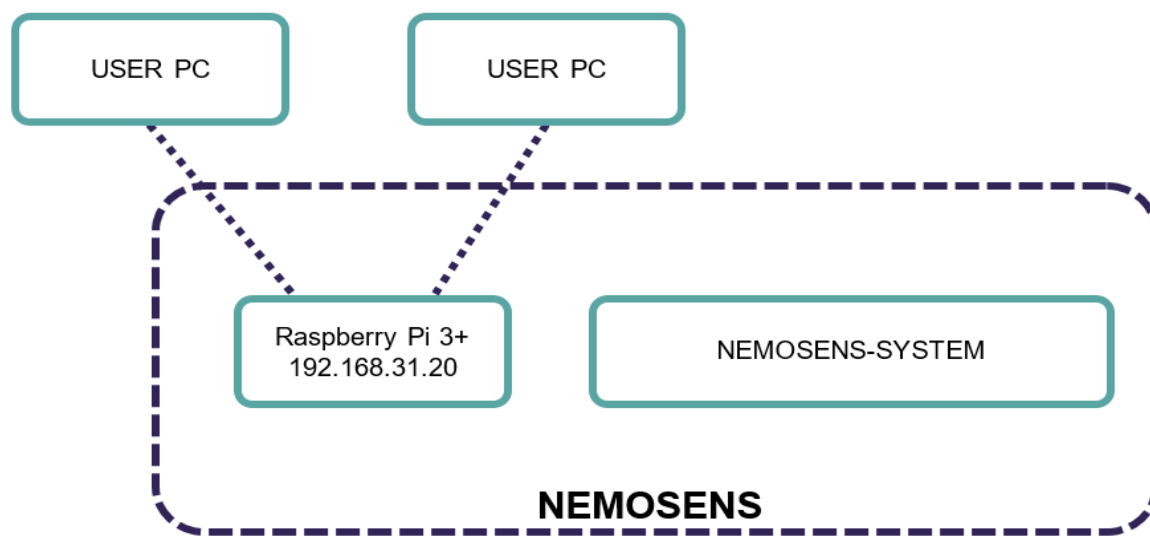 USER PC
USER PC
Raspberry Pi 3+
192.168.31.20
NEMOSENS-SYSTEM
NEMOSENS